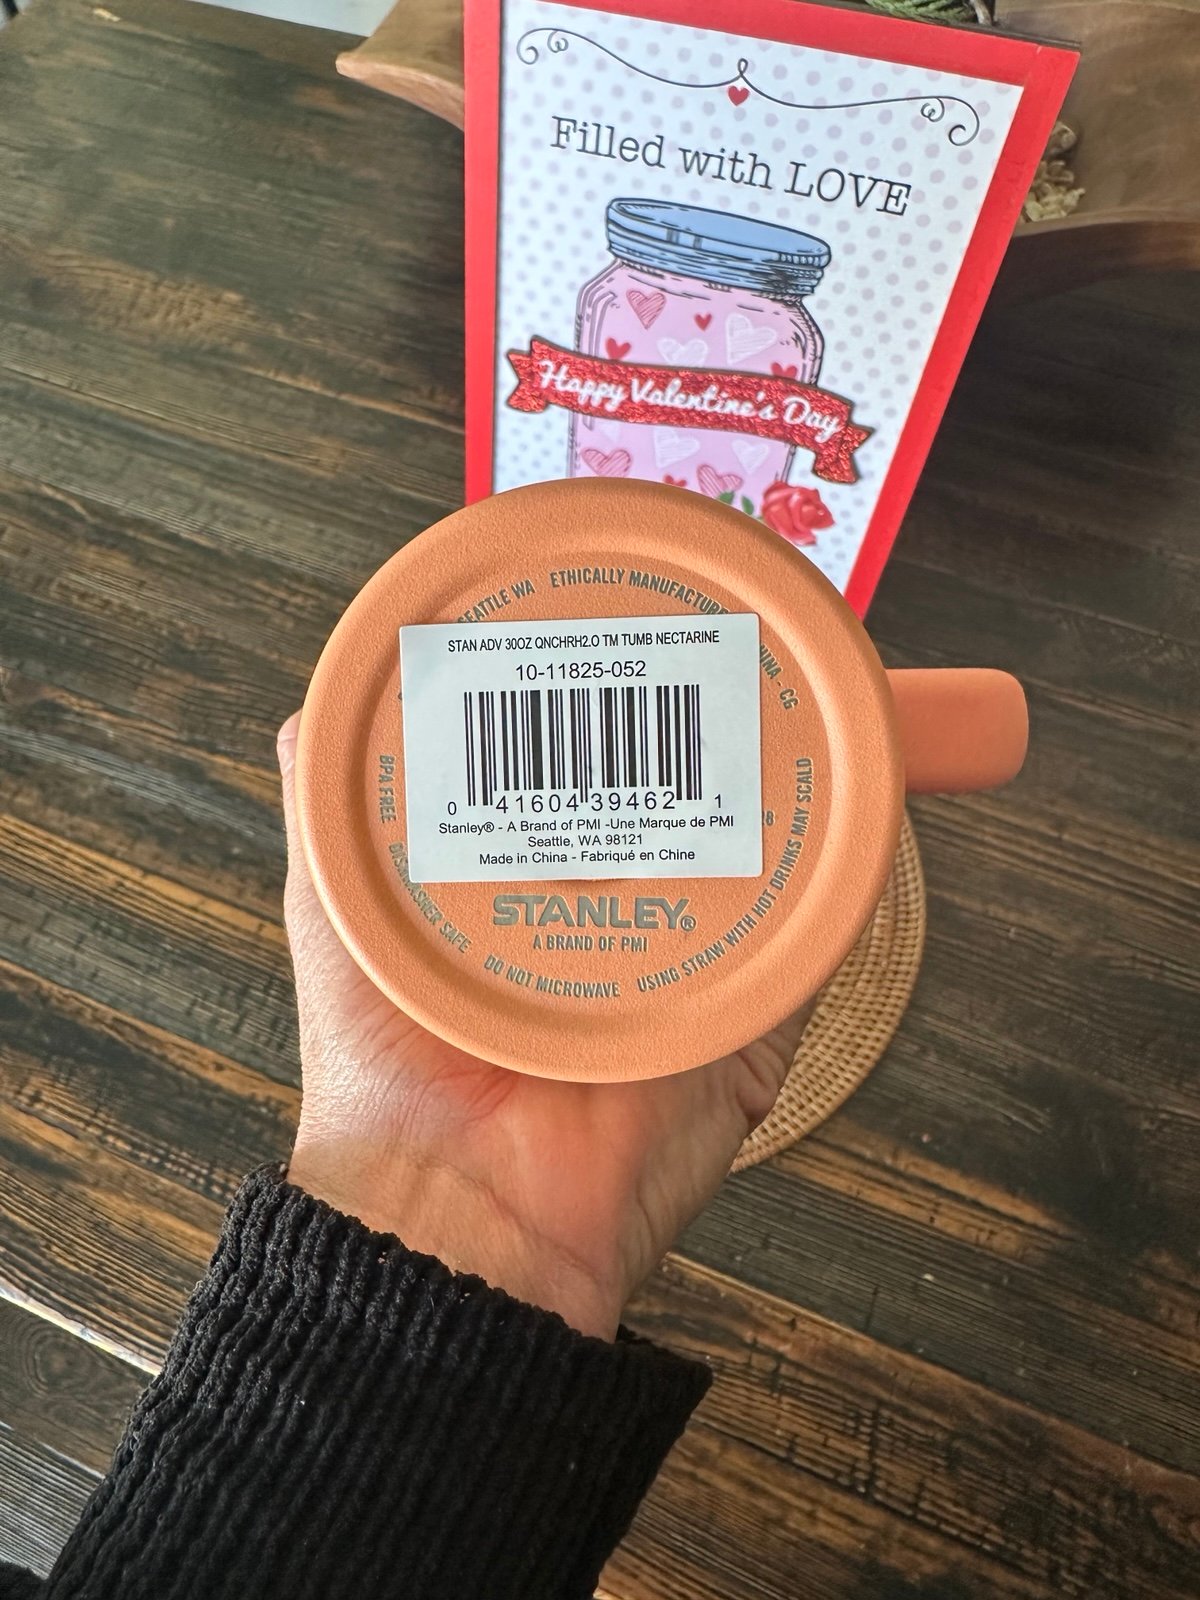 Filled with LOVE
Happy Valentine's Day
SEATTLE WA ETHICALLY MANUFACTURED
CHINA - CG
STAN ADV 30OZ QNCHRH2.O TM TUMB NECTARINE
10-11825-052
0 41604 39462 1
Stanley® - A Brand of PMI -Une Marque de PMI
Seattle, WA 98121
Made in China - Fabriqué en Chine
BPA FREE
DISHWASHER SAFE
DO NOT MICROWAVE
USING STRAW WITH HOT DRINKS MAY SCALD
STANLEY®
A BRAND OF PMI